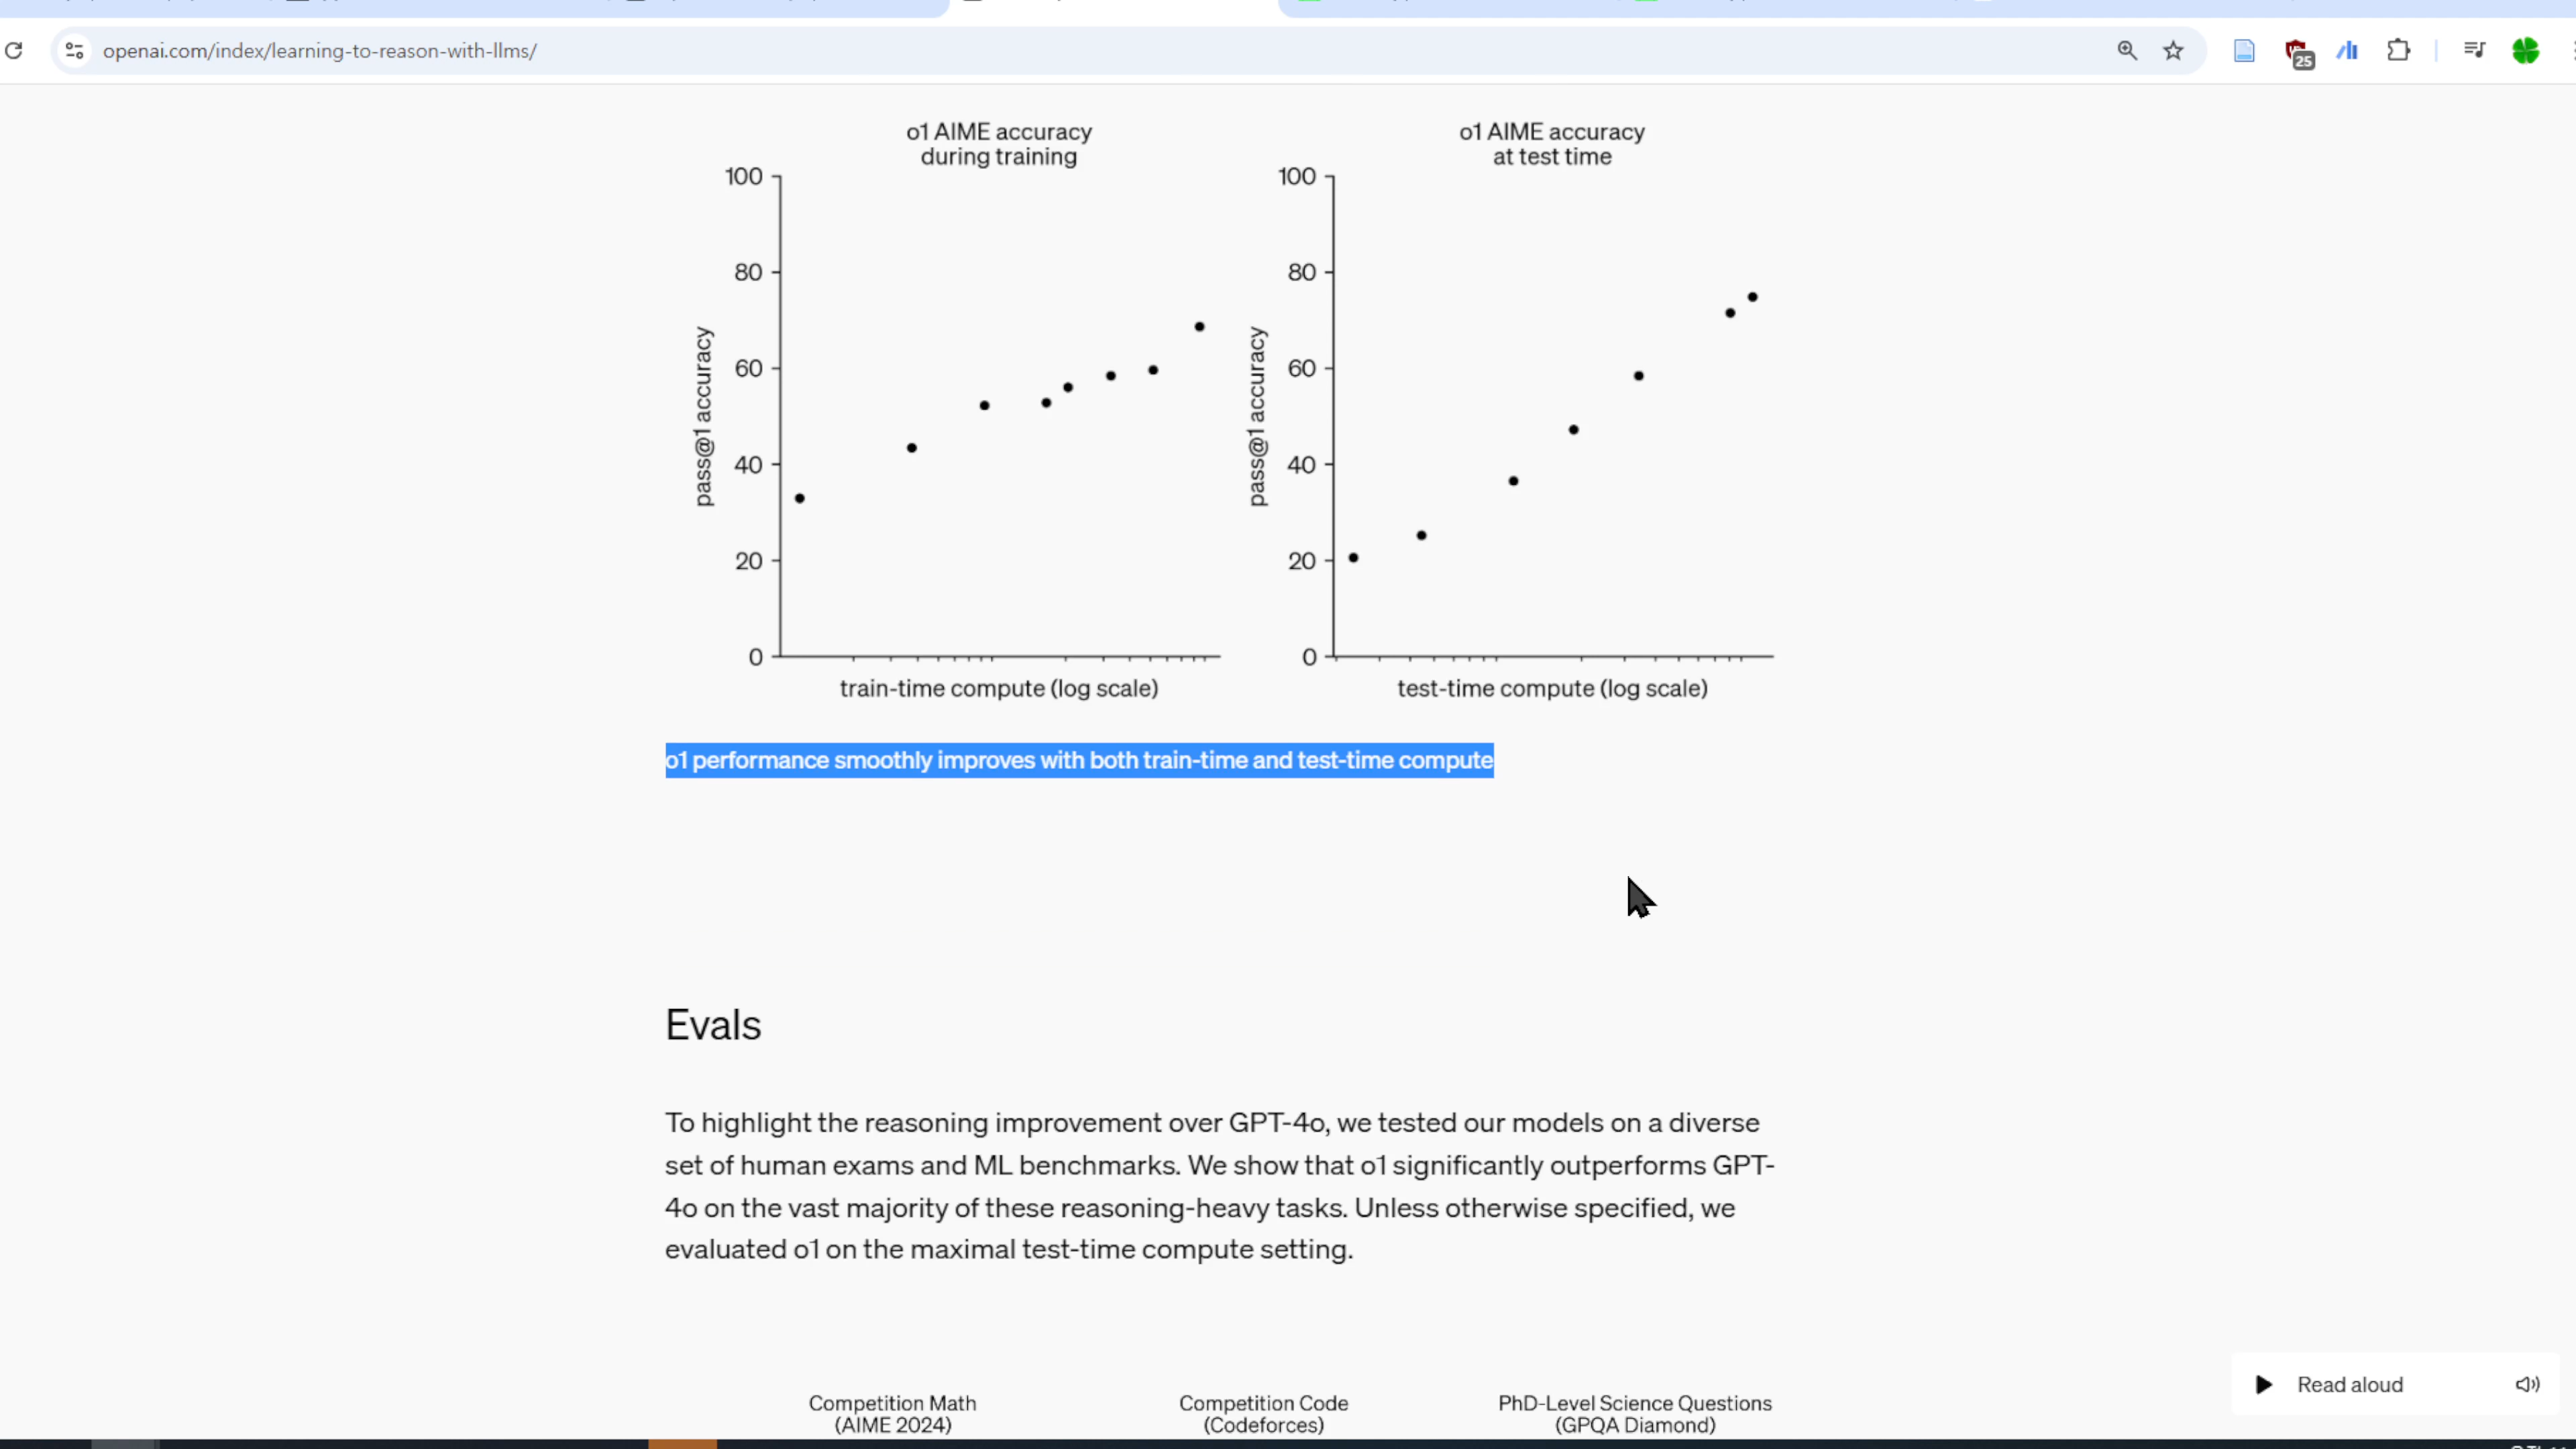 openai.com/index/learning-to-reason-with-llms/
25
o1 AIME accuracy
during training
100
80
60
40
20
0
pass@1 accuracy
train-time compute (log scale)
o1 AIME accuracy
at test time
100
80
60
40
20
0
pass@1 accuracy
test-time compute (log scale)
o1 performance smoothly improves with both train-time and test-time compute
Evals
To highlight the reasoning improvement over GPT-4o, we tested our models on a diverse
set of human exams and ML benchmarks. We show that o1 significantly outperforms GPT-
4o on the vast majority of these reasoning-heavy tasks. Unless otherwise specified, we
evaluated o1 on the maximal test-time compute setting.
Competition Math
(AIME 2024)
Competition Code
(Codeforces)
PhD-Level Science Questions
(GPQA Diamond)
Read aloud